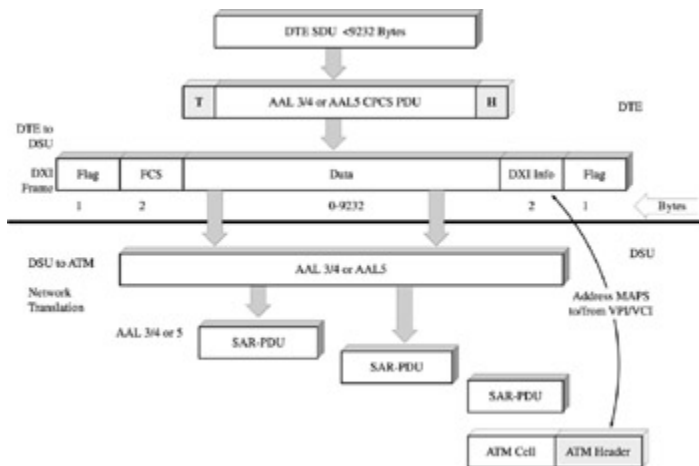 DTE SDU <9232 Bytes
T
AAL 3/4 or AAL5 CPCS PDU
H
DTE
DTE to
DSU
DXI
Frame
Flag
FCS
Data
DXI Info
Flag
1
2
0-9232
2
1
Bytes
DSU to ATM
Network
Translation
AAL 3/4 or AAL5
DSU
Address MAPS
to/from VPI/VCI
AAL 3/4 or 5
SAR-PDU
SAR-PDU
SAR-PDU
ATM Cell
ATM Header